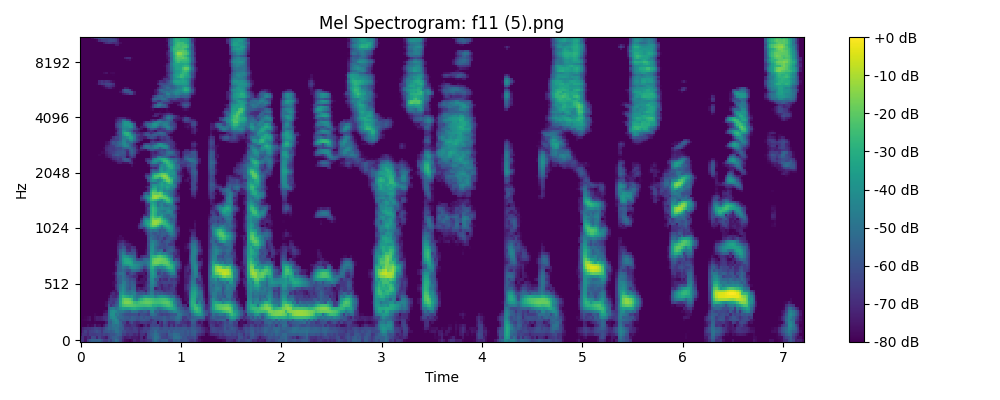 Mel Spectrogram: f11 (5).png
8192
4096
2048
1024
512
0
Hz
0 1 2 3 4 5 6 7
Time
+0 dB
-10 dB
-20 dB
-30 dB
-40 dB
-50 dB
-60 dB
-70 dB
-80 dB